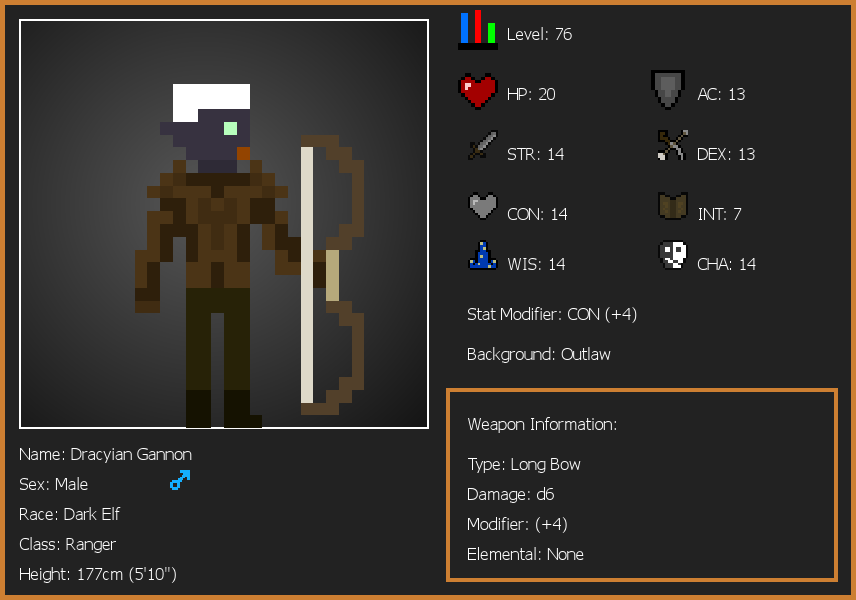 Level: 76
HP: 20
AC: 13
STR: 14
DEX: 13
CON: 14
INT: 7
WIS: 14
CHA: 14
Stat Modifier: CON (+4)
Background: Outlaw
Weapon Information:
Type: Long Bow
Damage: d6
Modifier: (+4)
Elemental: None
Name: Dracyian Gannon
Sex: Male
Race: Dark Elf
Class: Ranger
Height: 177cm (5'10")